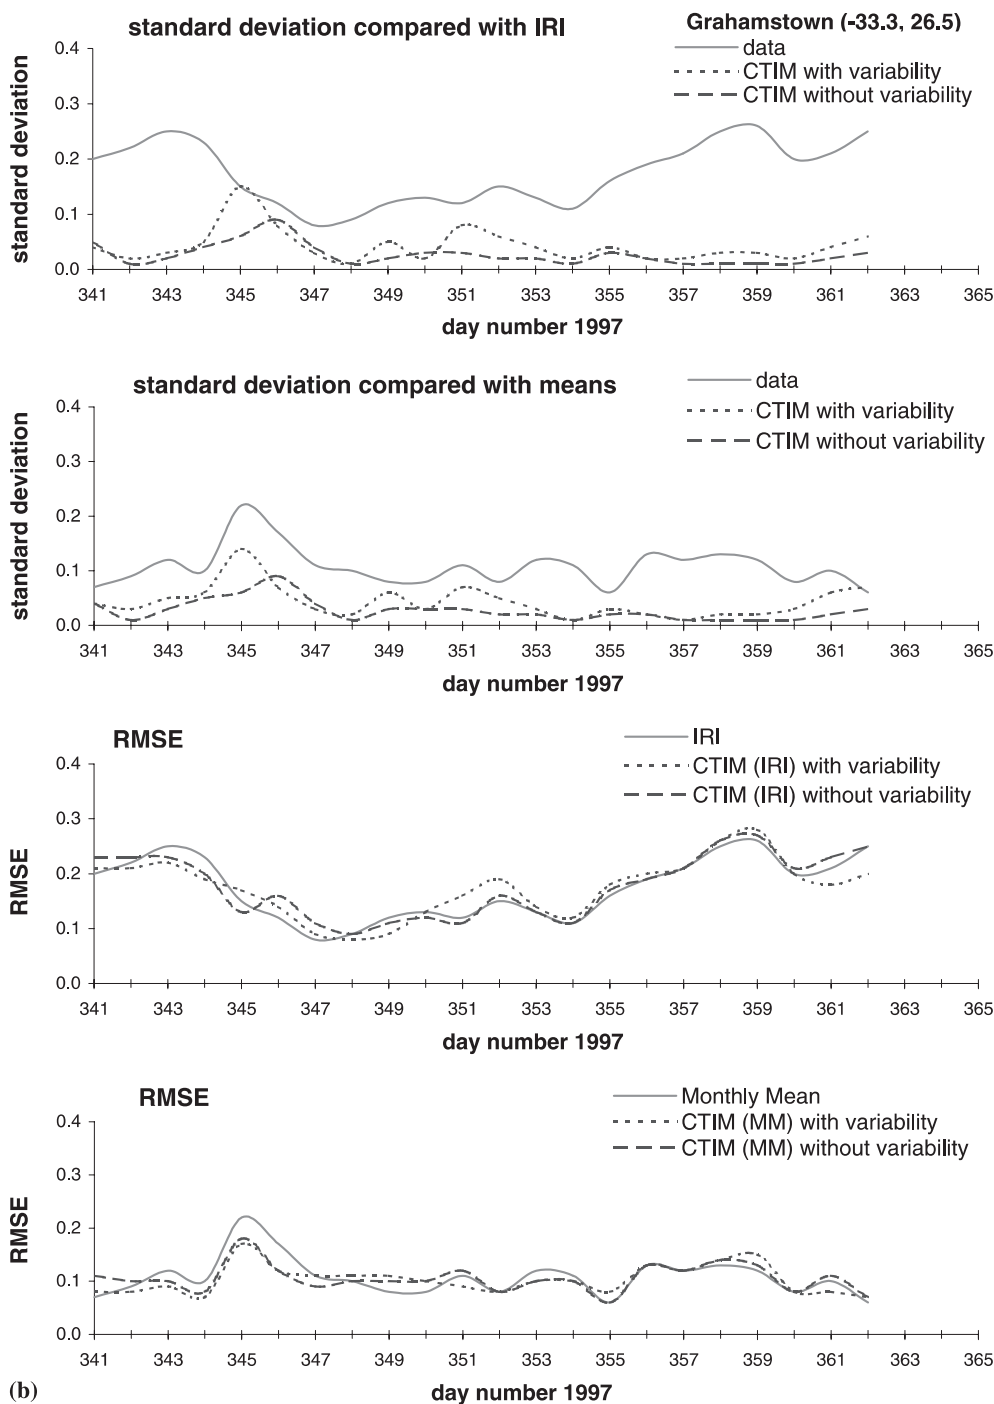 standard deviation compared with IRI
Grahamstown (-33.3, 26.5)
data
CTIM with variability
CTIM without variability
standard deviation
0.4
0.3
0.2
0.1
0.0
341 343 345 347 349 351 353 355 357 359 361 363 365
day number 1997
standard deviation compared with means
data
CTIM with variability
CTIM without variability
standard deviation
0.4
0.3
0.2
0.1
0.0
341 343 345 347 349 351 353 355 357 359 361 363 365
day number 1997
RMSE
IRI
CTIM (IRI) with variability
CTIM (IRI) without variability
RMSE
0.4
0.3
0.2
0.1
0.0
341 343 345 347 349 351 353 355 357 359 361 363 365
day number 1997
RMSE
Monthly Mean
CTIM (MM) with variability
CTIM (MM) without variability
RMSE
0.4
0.3
0.2
0.1
0.0
341 343 345 347 349 351 353 355 357 359 361 363 365
day number 1997
(b)